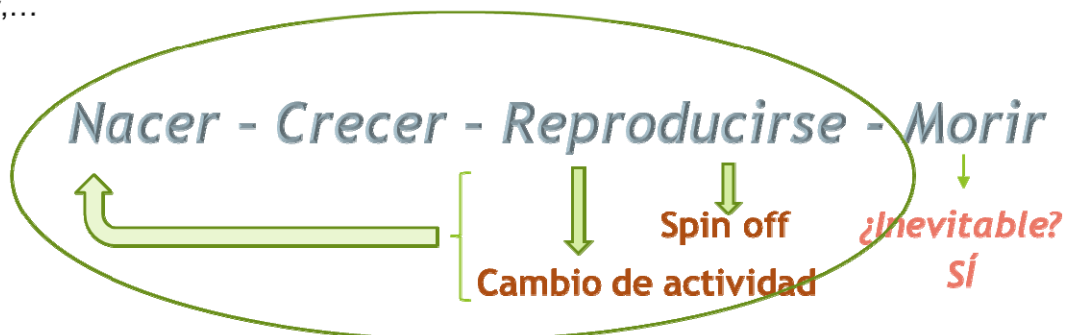 ,...
Nacer - Crecer - Reproducirse - Morir
Spin off
¿Inevitable?
Cambio de actividad
SÍ